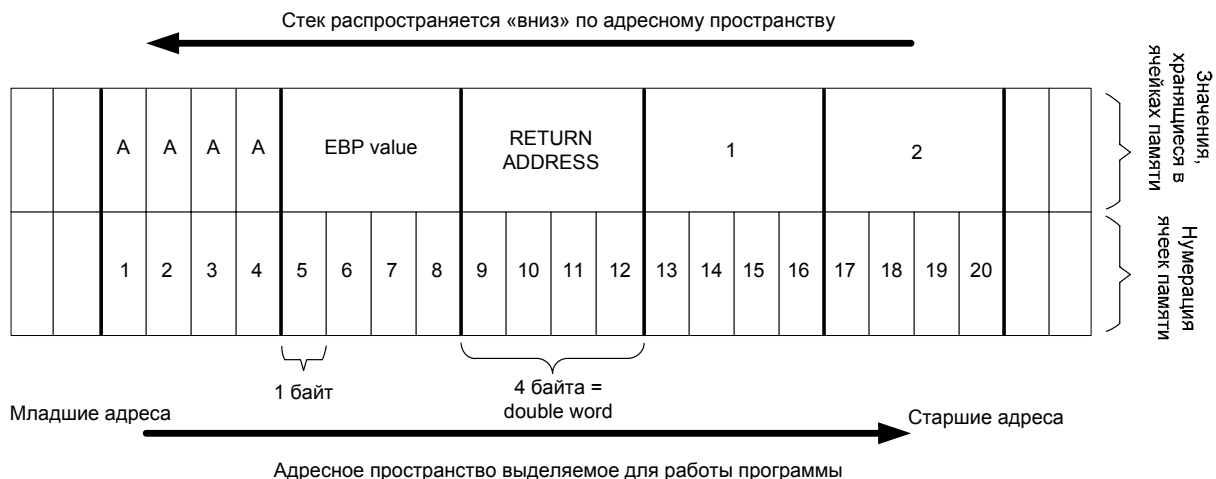 Стек распространяется «вниз» по адресному пространству
Значения,
хранящиеся в
ячейках памяти
A A A A EBP value RETURN
ADDRESS 1 2
Нумерация
ячеек памяти
1 2 3 4 5 6 7 8 9 10 11 12 13 14 15 16 17 18 19 20
1 байт
4 байта =
double word
Младшие адреса
Старшие адреса
Адресное пространство выделяемое для работы программы